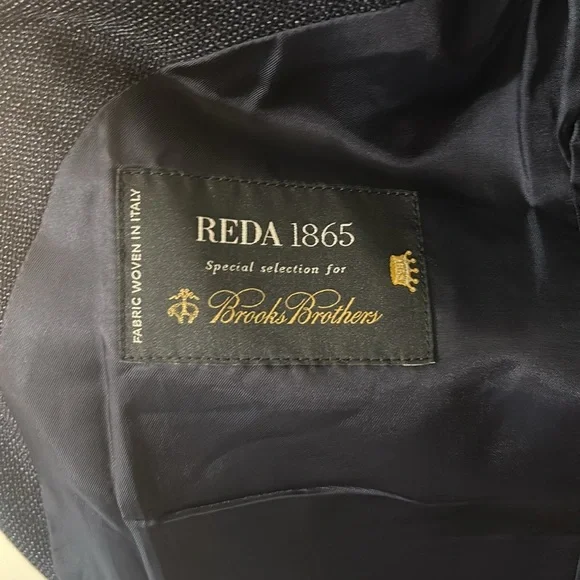 REDA 1865
Special selection for
Brooks Brothers
FABRIC WOVEN IN ITALY